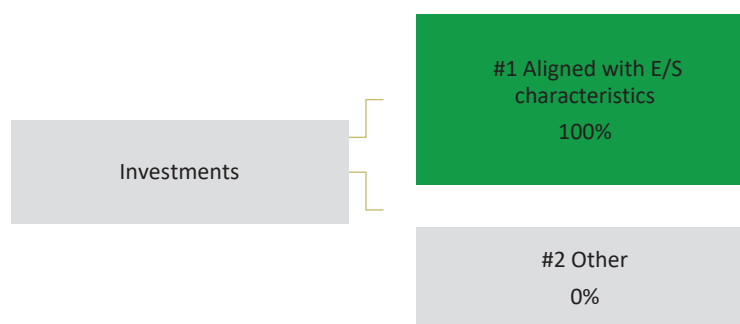 #1 Aligned with E/S
characteristics
100%
Investments
#2 Other
0%